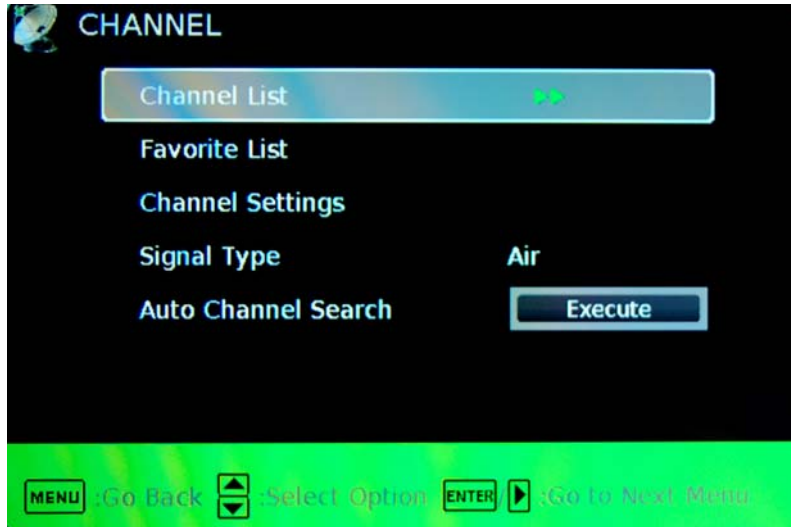 CHANNEL
Channel List
Favorite List
Channel Settings
Signal Type Air
Auto Channel Search Execute
MENU :Go Back :Select Option ENTER / :Go to Next Menu